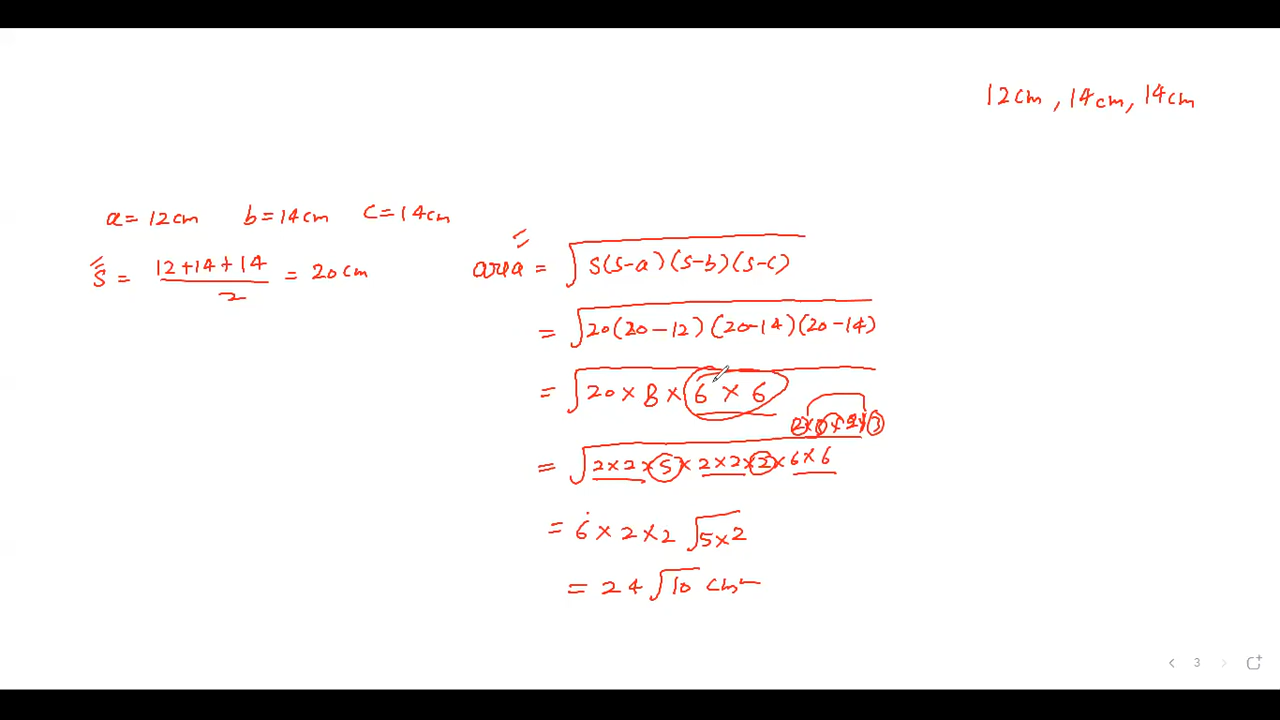 12cm, 14cm, 14cm
a = 12cm b = 14cm c = 14cm
s = 12+14+14 / 2 = 20cm
area = √s(s-a)(s-b)(s-c)
= √20(20-12)(20-14)(20-14)
= √20 × 8 × 6 × 6
= √2×2×5×2×2×2×6×6
= 6 × 2 × 2 √5×2
= 24 √10 cm²
3